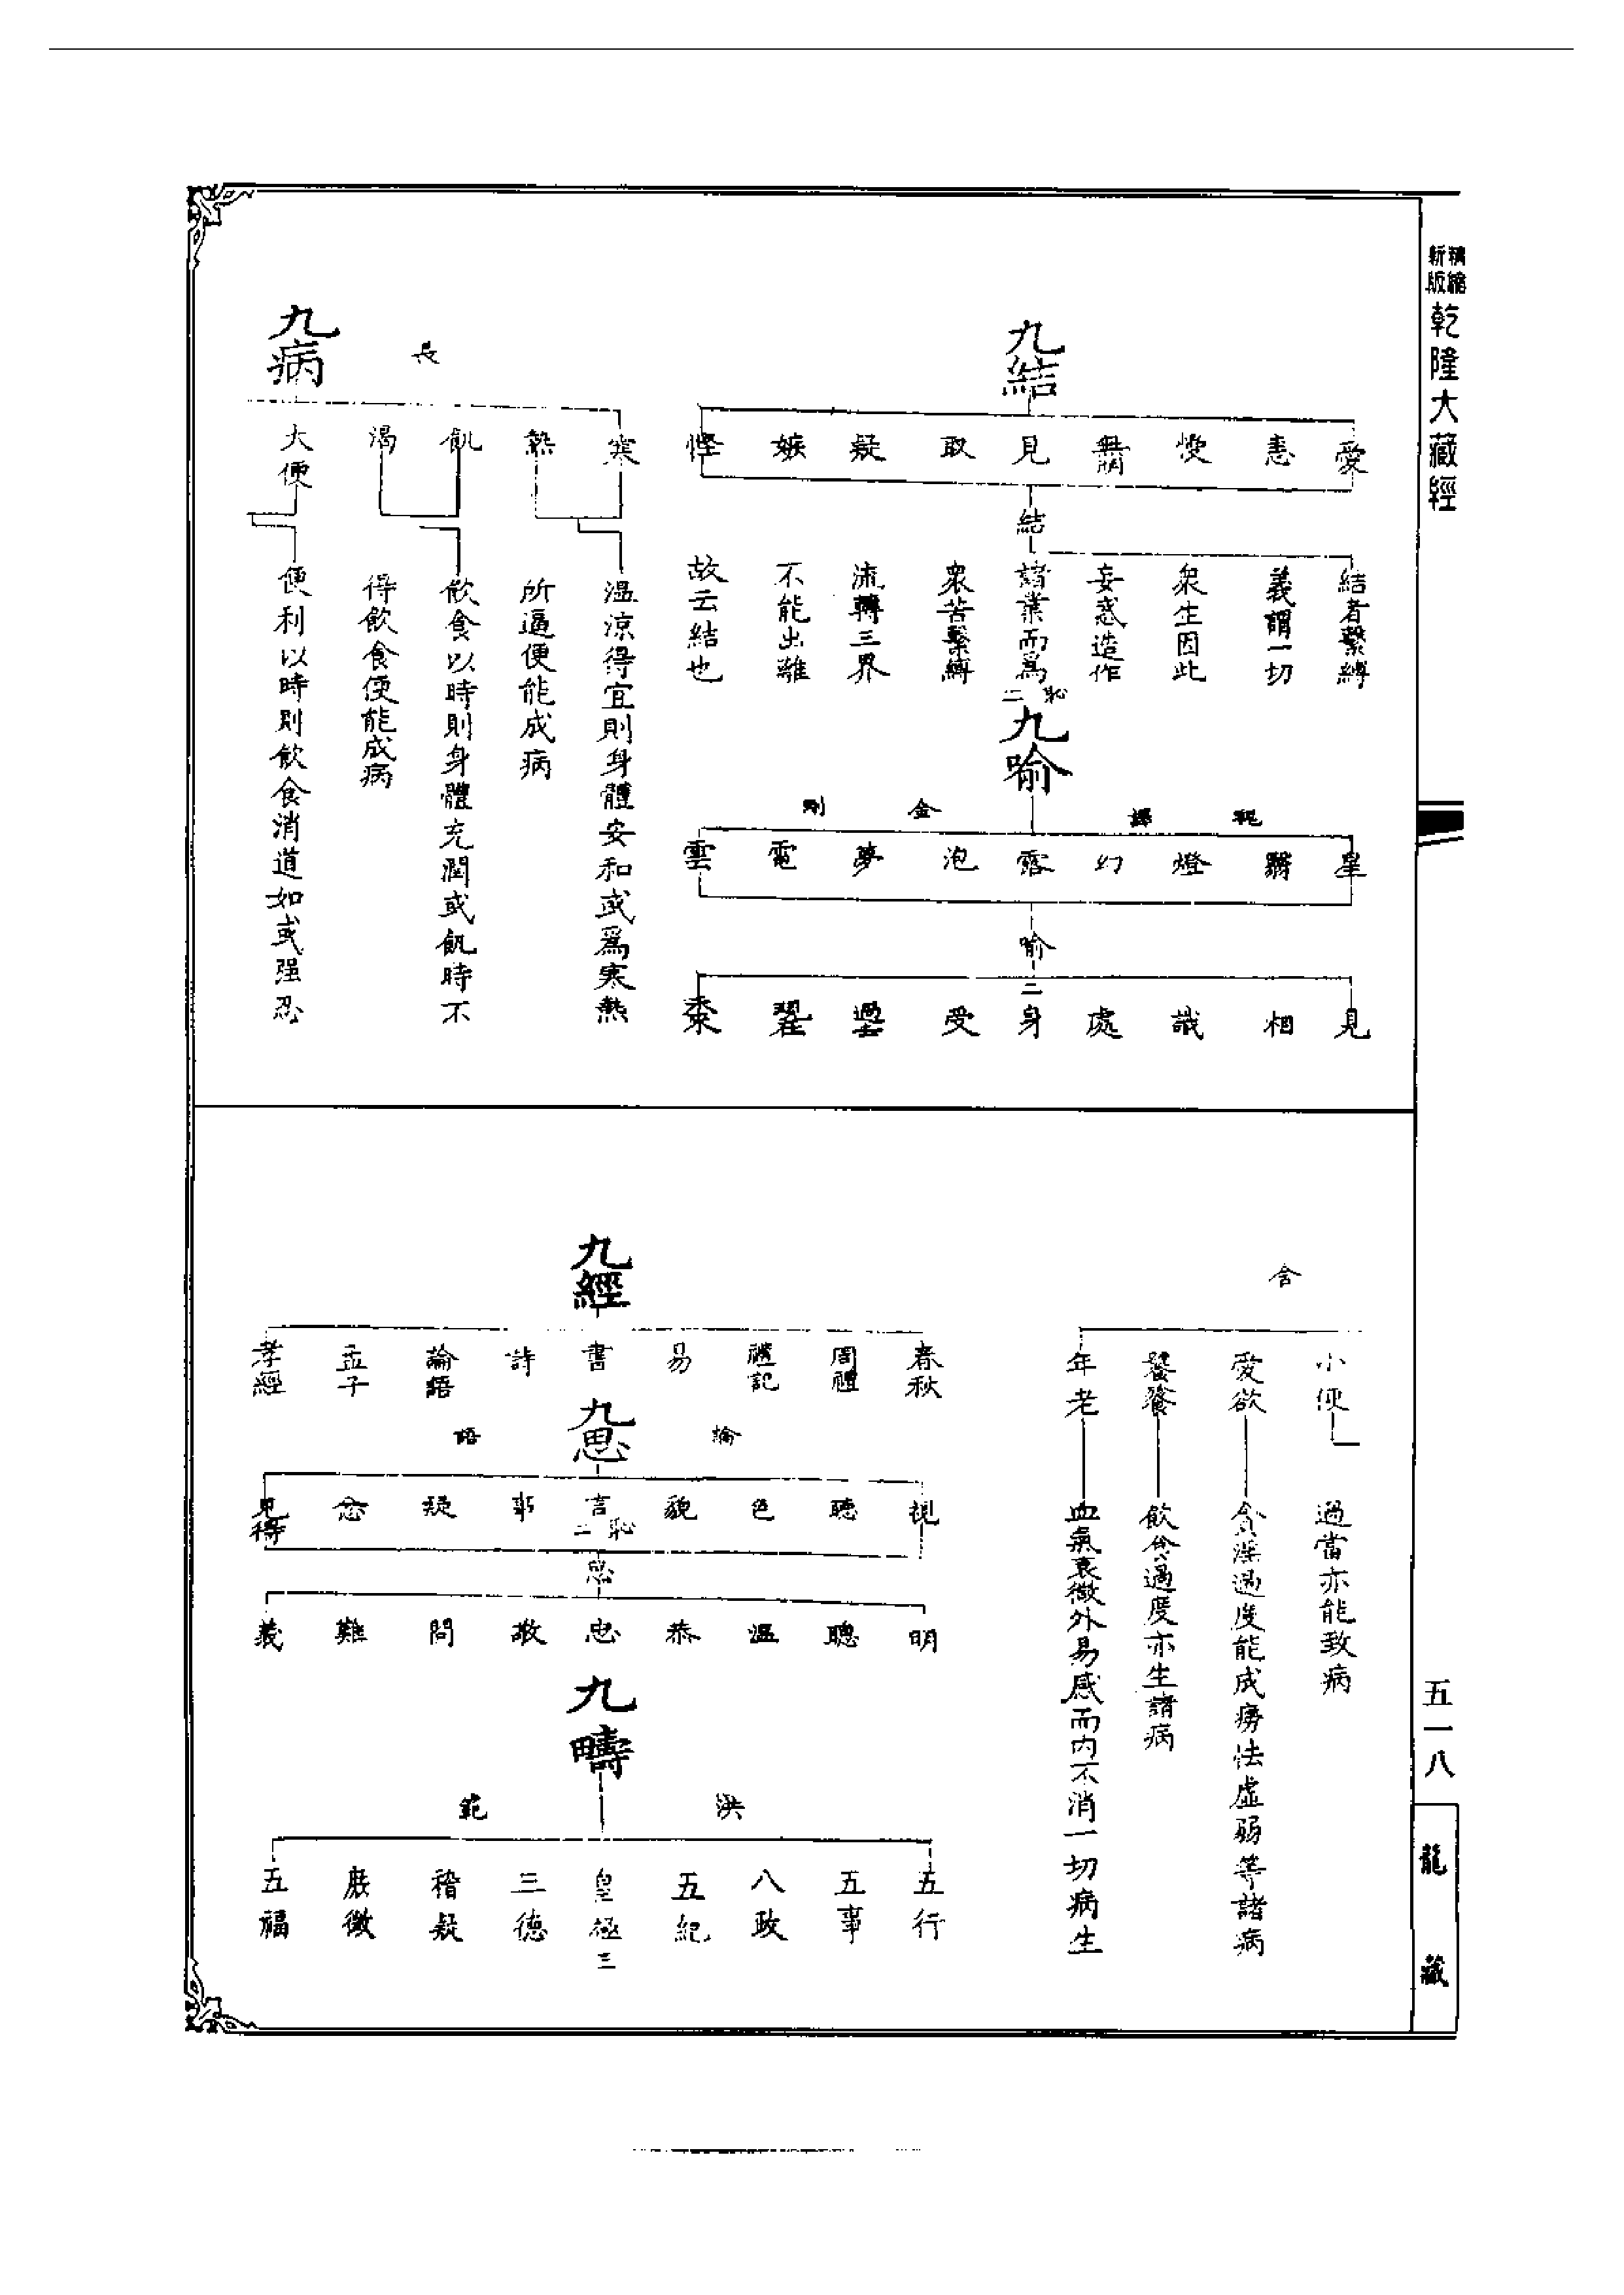 精縮
新版
乾隆大藏經
九結
愛
恚
慢
無明
見
取
疑
嫉
慳
結
結者繫縛
義謂一切
衆生因此
妄惑造作
諸業而爲
衆苦繫縛
流轉三界
不能出離
故云結也
恥二
九喻
魏譯金剛
星
翳
燈
幻
露
泡
夢
電
雲
喻
二
見
相
識
處
身
受
過去
現在
未來
九病
長
寒
熱
飢
渴
大便
溫涼得宜則身體安和或爲寒熱
所逼便能成病
飲食以時則身體充潤或飢時不
得飲食便能成病
便利以時則飲食消道如或强忍
含
小便
愛欲
饕餮
年老
過當亦能致病
貪淫過度能成癆怯虛弱等諸病
飲食過度亦生諸病
血氣衰微外易感而内不消一切病生
九經
春秋
周禮
禮記
易
書
詩
論語
孟子
孝經
九思
論語
視
聽
色
貌
言
事
疑
忿
見得
恥二
思
明
聰
溫
恭
忠
敬
問
難
義
九疇
洪範
五行
五事
八政
五紀
皇極
三德
稽疑
庶徵
五福
三
五一八
龍藏